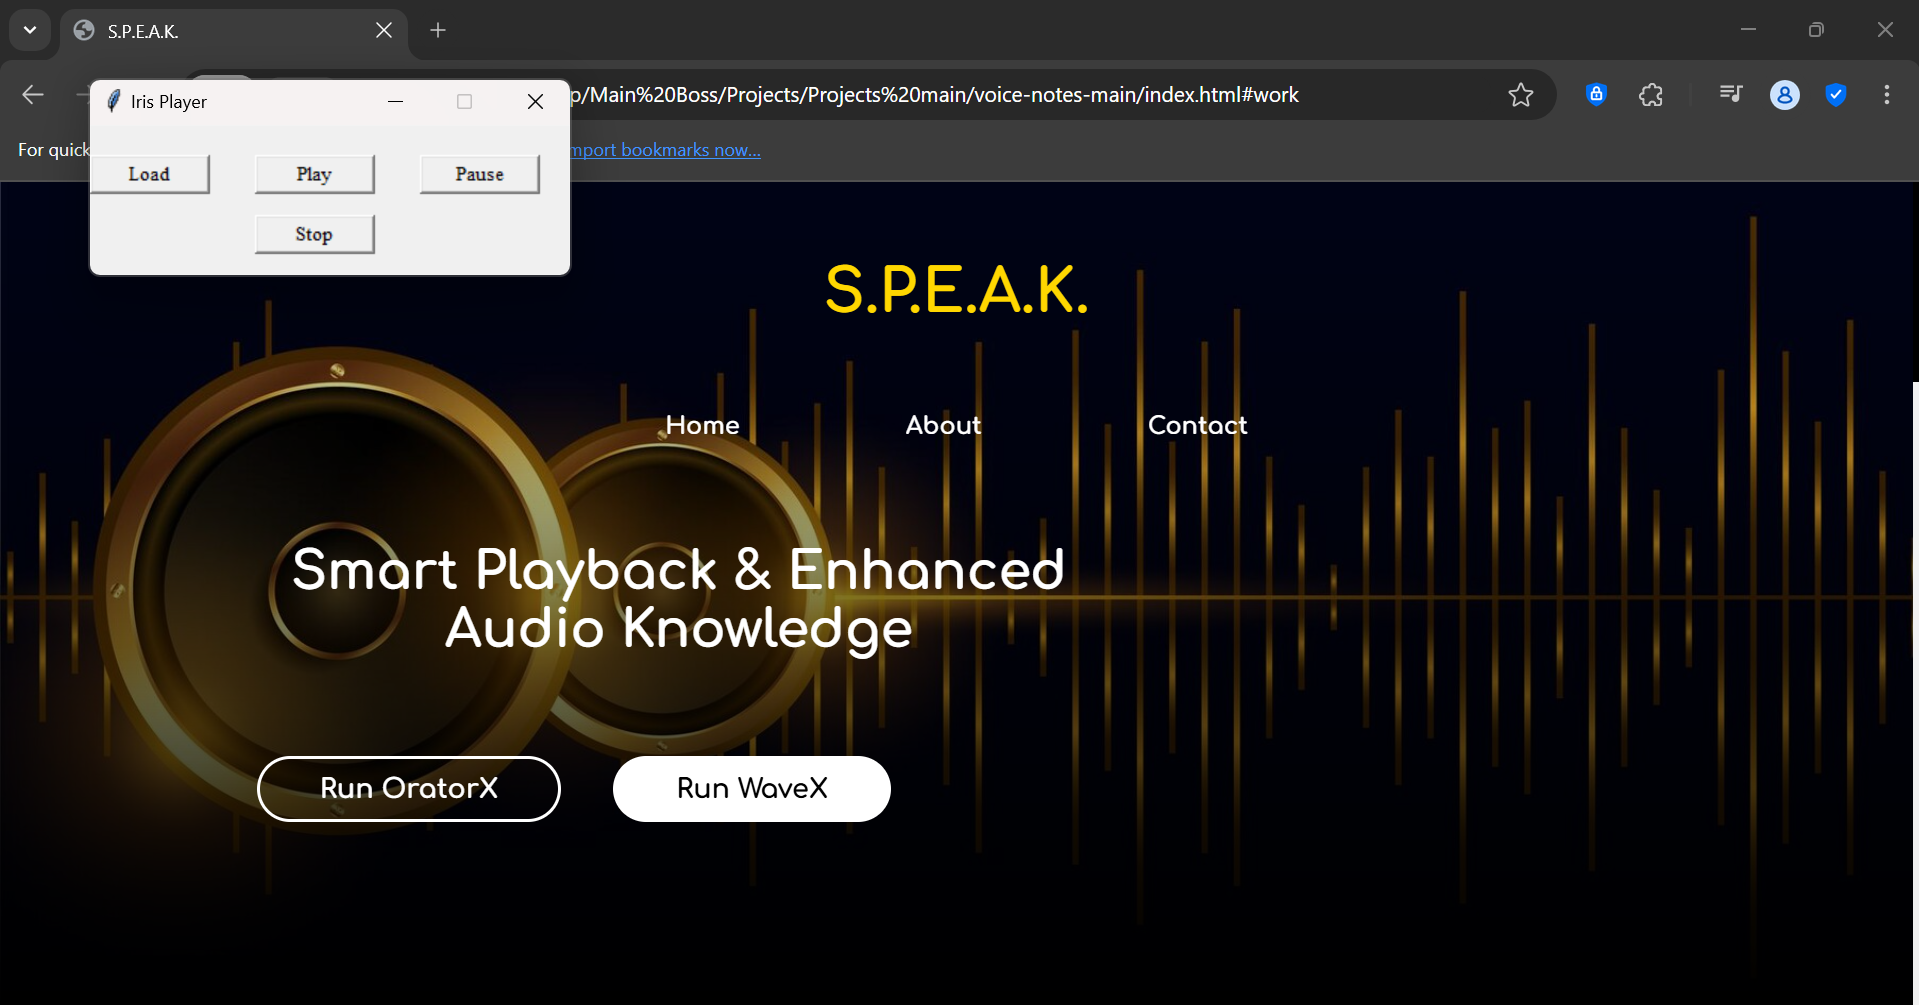 S.P.E.A.K.
Iris Player
p/Main%20Boss/Projects/Projects%20main/voice-notes-main/index.html#work
For quick
mport bookmarks now...
Load
Play
Pause
Stop
S.P.E.A.K.
Home
About
Contact
Smart Playback & Enhanced
Audio Knowledge
Run OratorX
Run WaveX